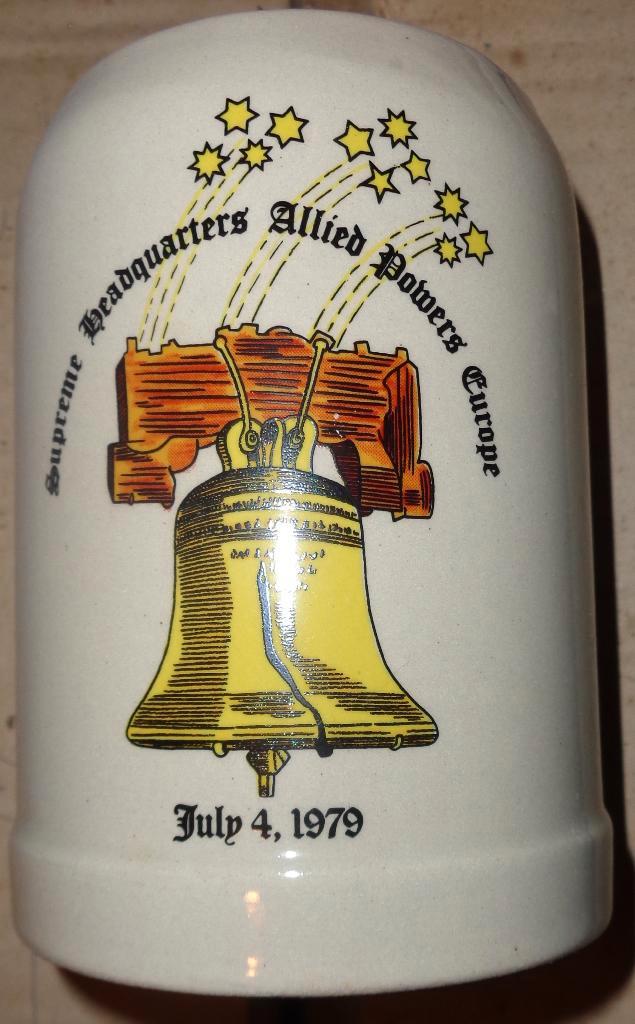 Supreme Headquarters Allied Powers Europe
July 4, 1979